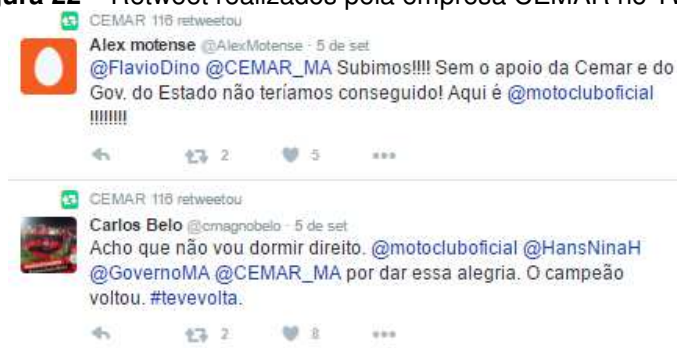 22 – Retweet realizados pela empresa CEMAR no
CEMAR 116 retweetou
Alex motense @AlexMotense · 5 de set
@FlavioDino @CEMAR_MA Subimos!!!! Sem o apoio da Cemar e do
Gov. do Estado não teríamos conseguido! Aqui é @motocluboficial
!!!!!!!!
2 5
CEMAR 116 retweetou
Carlos Belo @cmagnobelo · 5 de set
Acho que não vou dormir direito. @motocluboficial @HansNinaH
@GovernoMA @CEMAR_MA por dar essa alegria. O campeão
voltou. #tevevolta.
2 8